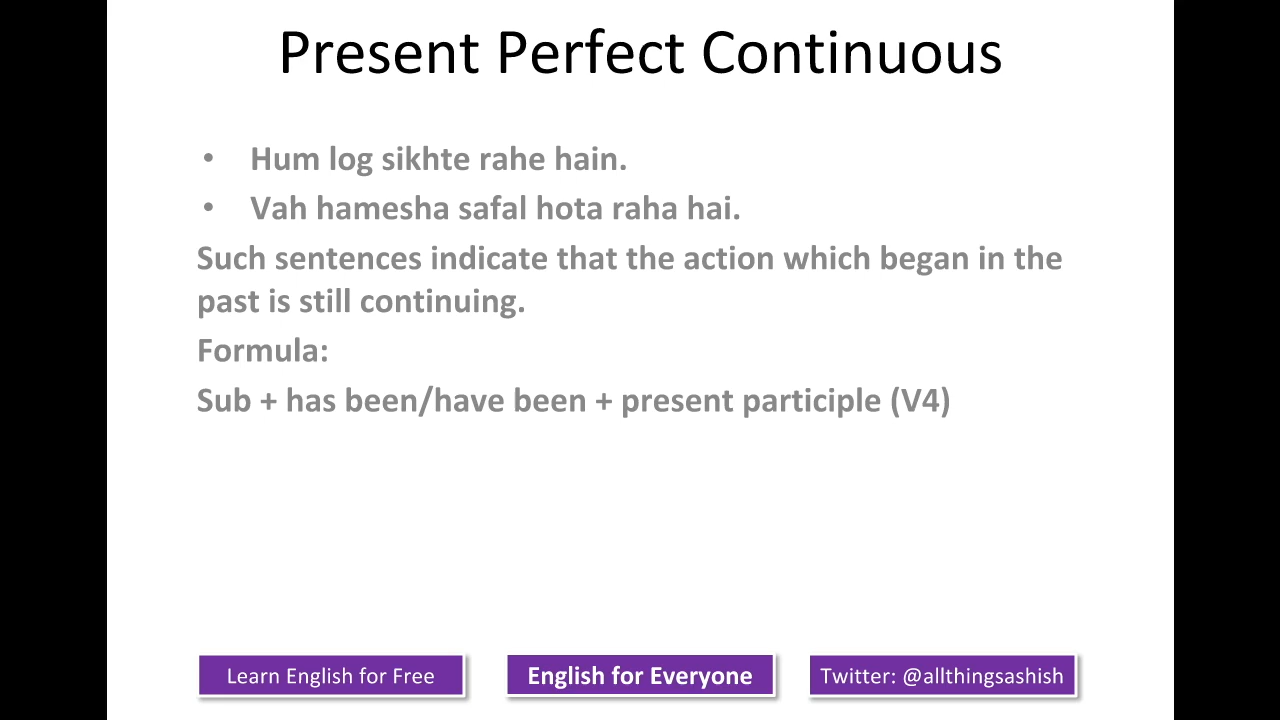 Present Perfect Continuous
• Hum log sikhte rahe hain.
• Vah hamesha safal hota raha hai.
Such sentences indicate that the action which began in the
past is still continuing.
Formula:
Sub + has been/have been + present participle (V4)
Learn English for Free
English for Everyone
Twitter: @allthingsashish